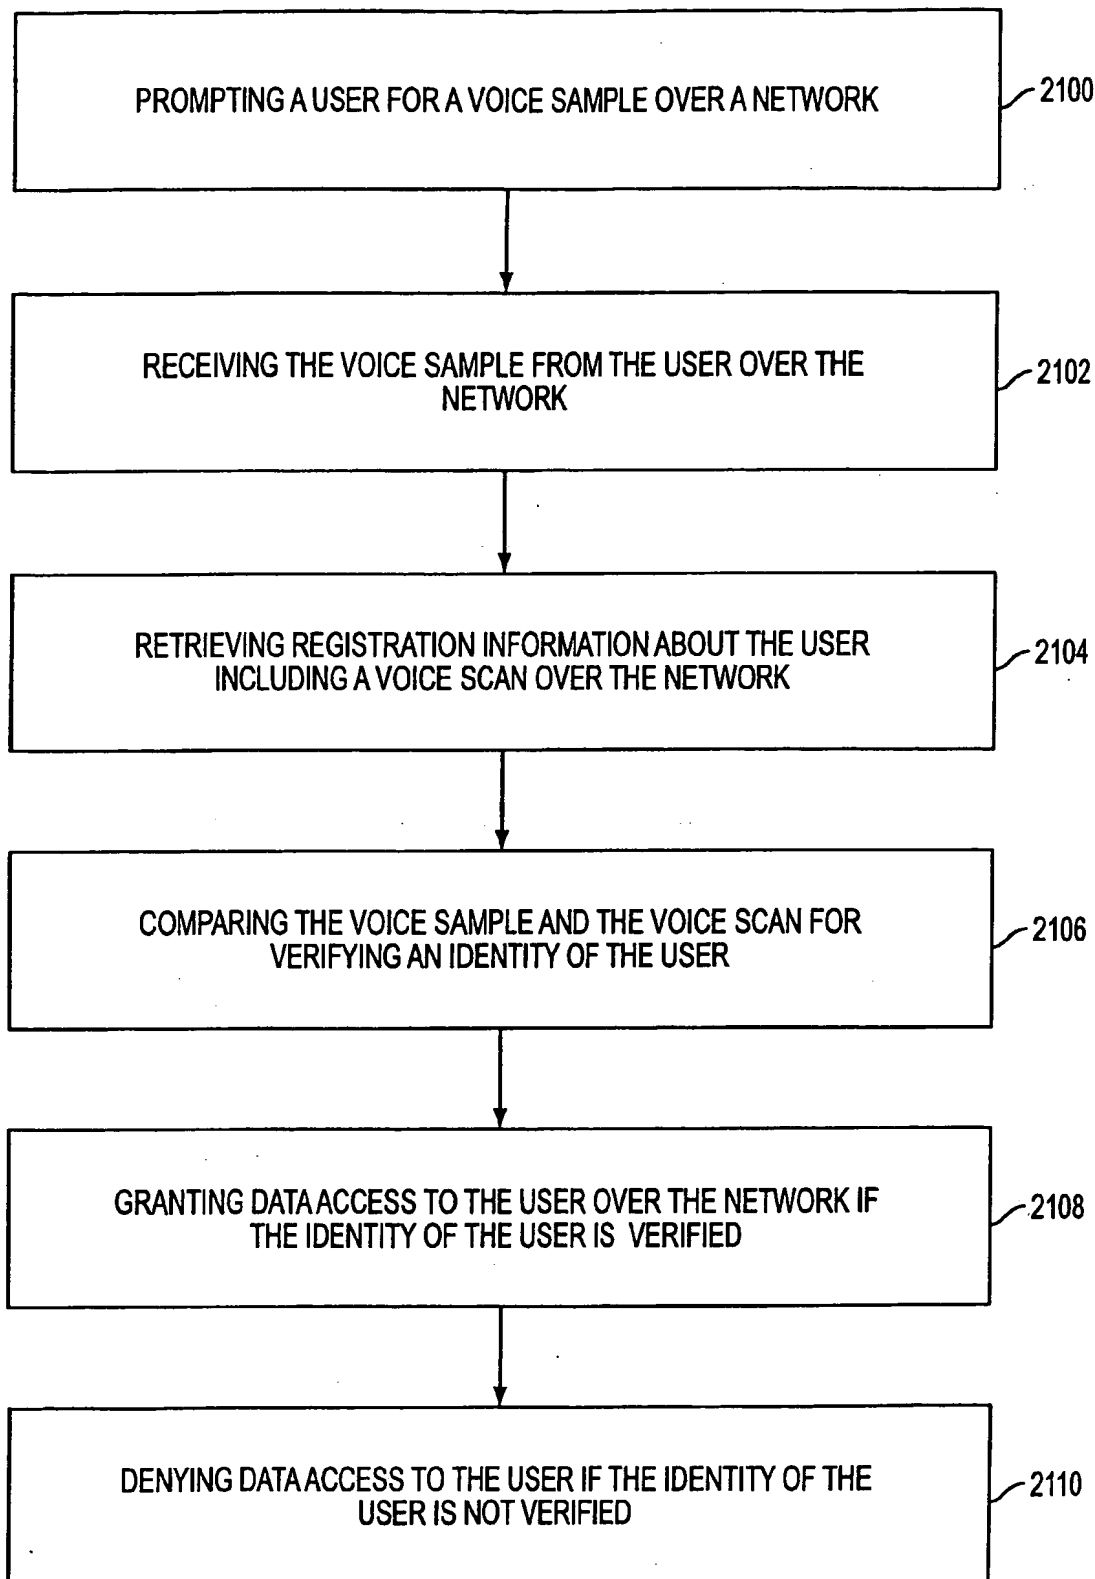 PROMPTING A USER FOR A VOICE SAMPLE OVER A NETWORK
2100
RECEIVING THE VOICE SAMPLE FROM THE USER OVER THE
NETWORK
2102
RETRIEVING REGISTRATION INFORMATION ABOUT THE USER
INCLUDING A VOICE SCAN OVER THE NETWORK
2104
COMPARING THE VOICE SAMPLE AND THE VOICE SCAN FOR
VERIFYING AN IDENTITY OF THE USER
2106
GRANTING DATA ACCESS TO THE USER OVER THE NETWORK IF
THE IDENTITY OF THE USER IS VERIFIED
2108
DENYING DATA ACCESS TO THE USER IF THE IDENTITY OF THE
USER IS NOT VERIFIED
2110